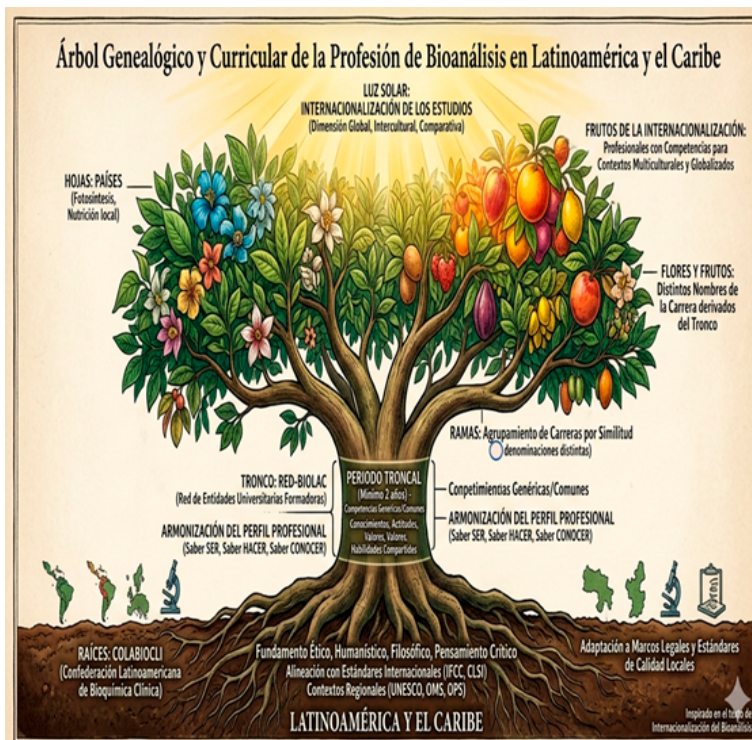 Árbol Genealógico y Curricular de la Profesión de Bioanálisis en Latinoamérica y el Caribe
LUZ SOLAR:
INTERNACIONALIZACIÓN DE LOS ESTUDIOS
(Dimensión Global, Intercultural, Comparativa)
FRUTOS DE LA INTERNACIONALIZACIÓN:
Profesionales con Competencias para
Contextos Multiculturales y Globalizados
HOJAS: PAÍSES
(Fotosíntesis,
Nutrición local)
FLORES Y FRUTOS:
Distintos Nombres de
la Carrera derivados
del Tronco
RAMAS: Agrupamiento de Carreras por Similitud
denominaciones distintas)
TRONCO: RED-BIOLAC
(Red de Entidades Universitarias Formadoras)
ARMONIZACIÓN DEL PERFIL PROFESIONAL
(Saber SER, Saber HACER, Saber CONOCER)
PERIODO TRONCAL
(Mínimo 2 años) -
Competencias Genéricas/Comunes
Conocimientos, Actitudes,
Valores, Valores,
Habilidades Compartides
Conpetimiencias Genéricas/Comunes
ARMONIZACIÓN DEL PERFIL PROFESIONAL
(Saber SER, Saber HACER, Saber CONOCER)
RAÍCES: COLABIOCLI
(Confederación Latinoamericana
de Bioquímica Clínica)
Fundamento Ético, Humanístico, Filosófico, Pensamiento Crítico
Alineación con Estándares Internacionales (IFCC, CLSI)
Contextos Regionales (UNESCO, OMS, OPS)
LATINOAMÉRICA Y EL CARIBE
Adaptación a Marcos Legales y Estándares
de Calidad Locales
Inspirado en el texto de
Internacionalización del Bioanálisis